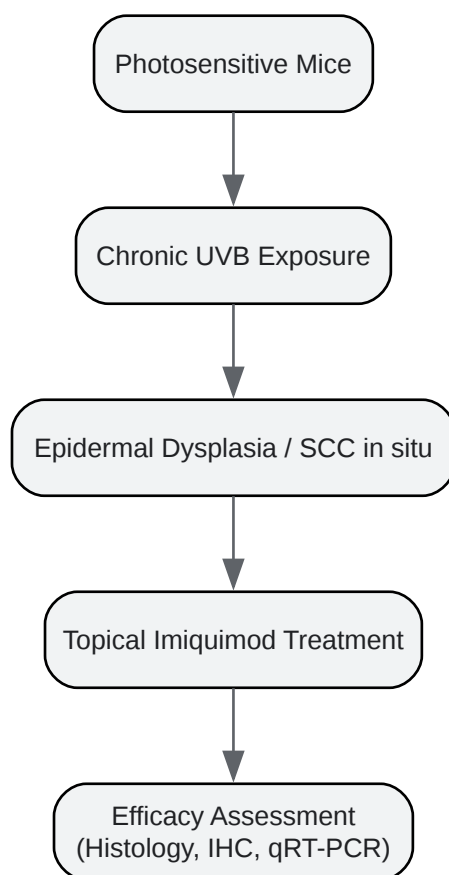 Photosensitive Mice
Chronic UVB Exposure
Epidermal Dysplasia / SCC in situ
Topical Imiquimod Treatment
Efficacy Assessment
(Histology, IHC, qRT-PCR)